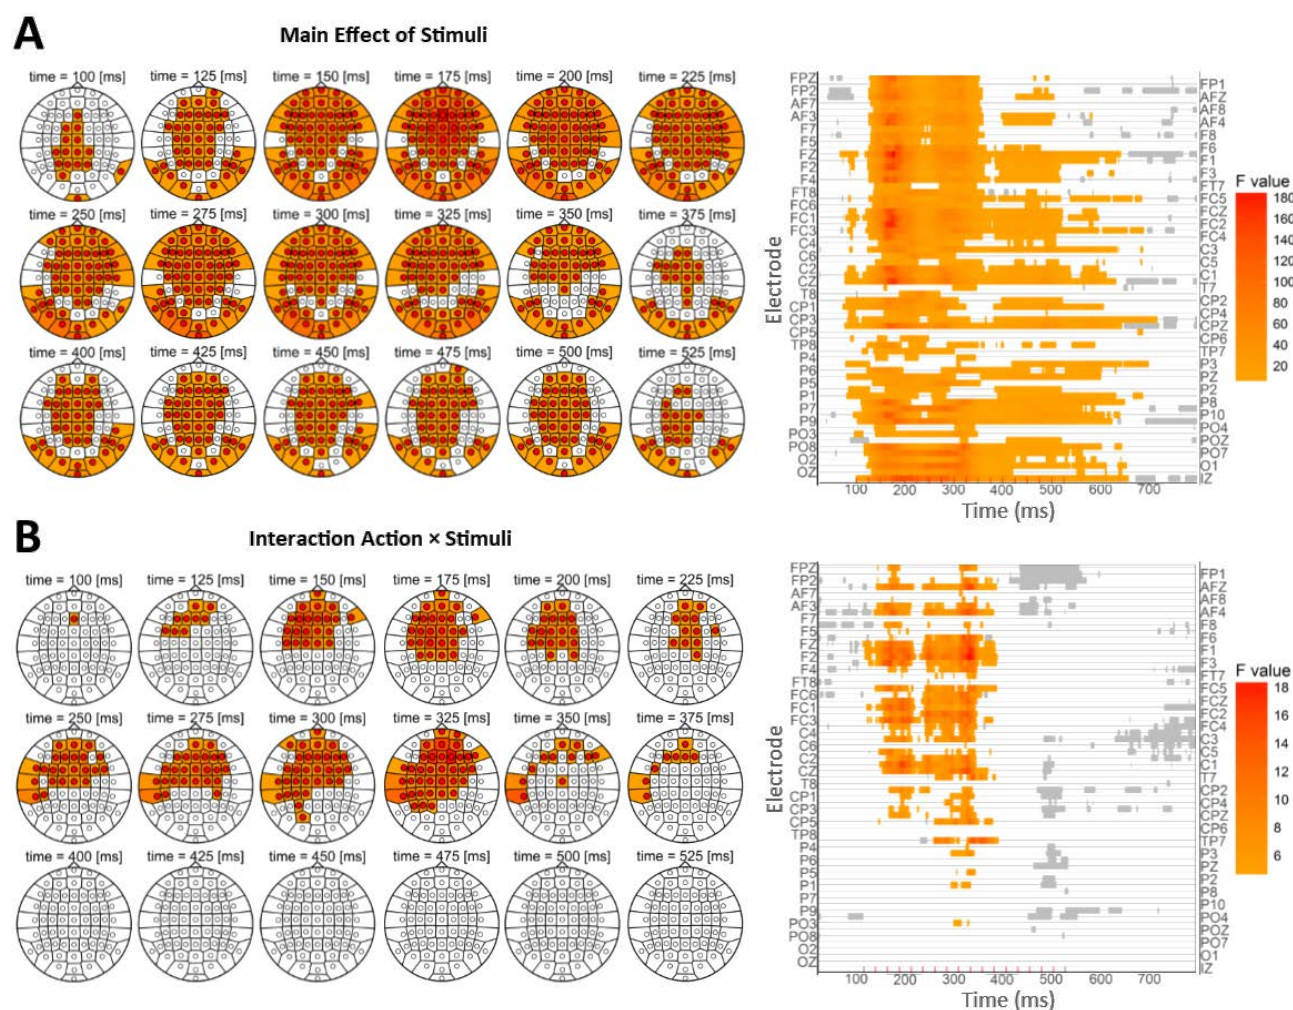 A
Main Effect of Stimuli
time = 100 [ms] time = 125 [ms] time = 150 [ms] time = 175 [ms] time = 200 [ms] time = 225 [ms]
time = 250 [ms] time = 275 [ms] time = 300 [ms] time = 325 [ms] time = 350 [ms] time = 375 [ms]
time = 400 [ms] time = 425 [ms] time = 450 [ms] time = 475 [ms] time = 500 [ms] time = 525 [ms]
Electrode
FPZ
FP2
AF7
AF3
F7
F5
FZ
F2
F4
FT8
FC6
FC1
FC3
C4
C6
C2
CZ
T8
CP1
CP3
CP5
TP8
P4
P6
P5
P1
P7
P9
PO3
PO8
O2
OZ
FP1
AFZ
AF8
AF4
F8
F6
F1
F3
FT7
FC5
FCZ
FC2
FC4
C3
C5
C1
T7
CP2
CP4
CPZ
CP6
TP7
P3
PZ
P2
P8
P10
PO4
POZ
PO7
O1
IZ
100 200 300 400 500 600 700
Time (ms)
F value
180
160
140
120
100
80
60
40
20
B
Interaction Action × Stimuli
time = 100 [ms] time = 125 [ms] time = 150 [ms] time = 175 [ms] time = 200 [ms] time = 225 [ms]
time = 250 [ms] time = 275 [ms] time = 300 [ms] time = 325 [ms] time = 350 [ms] time = 375 [ms]
time = 400 [ms] time = 425 [ms] time = 450 [ms] time = 475 [ms] time = 500 [ms] time = 525 [ms]
Electrode
FPZ
FP2
AF7
AF3
F7
F5
FZ
F2
F4
FT8
FC6
FC1
FC3
C4
C6
C2
CZ
T8
CP1
CP3
CP5
TP8
P4
P6
P5
P1
P7
P9
PO3
PO8
O2
OZ
FP1
AFZ
AF8
AF4
F8
F6
F1
F3
FT7
FC5
FCZ
FC2
FC4
C3
C5
C1
T7
CP2
CP4
CPZ
CP6
TP7
P3
PZ
P2
P8
P10
PO4
POZ
PO7
O1
IZ
100 200 300 400 500 600 700
Time (ms)
F value
18
16
14
12
10
8
6